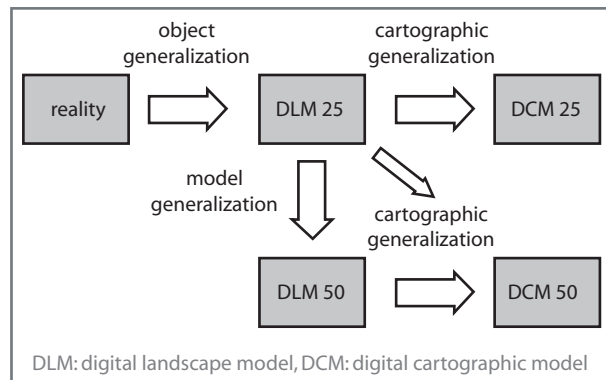 object
generalization
cartographic
generalization
reality
DLM 25
DCM 25
model
generalization
cartographic
generalization
DLM 50
DCM 50
DLM: digital landscape model, DCM: digital cartographic model